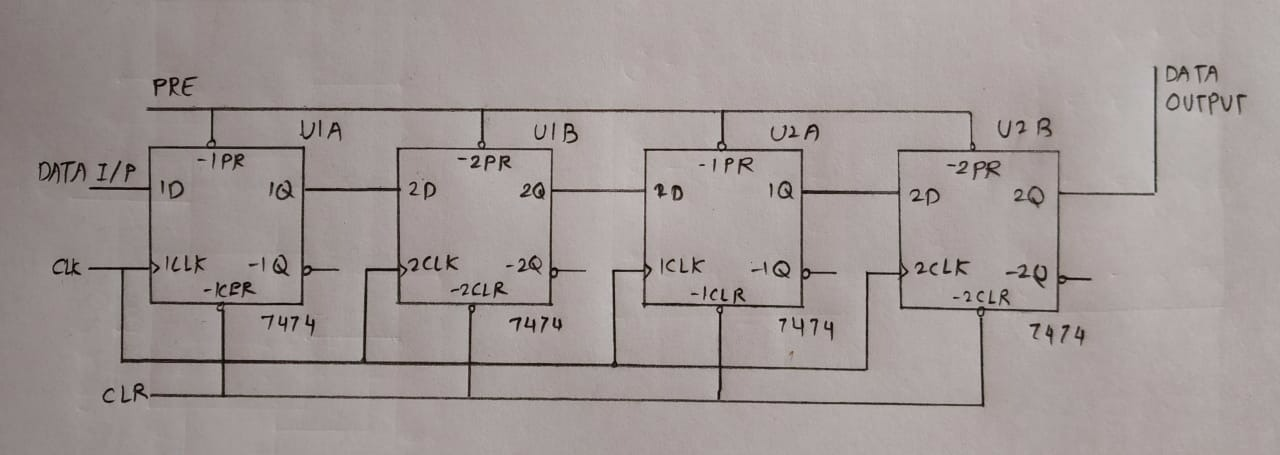 PRE
DATA
OUTPUT
U1A
U1B
U2A
U2B
DATA I/P
-1PR
-2PR
-1PR
-2PR
1D
1Q
2D
2Q
2D
1Q
2D
2Q
CLK
1CLK
-1Q
2CLK
-2Q
1CLK
-1Q
2CLK
-2Q
-2CLR
-1CLR
-2CLR
7474
7474
7474
7474
CLR